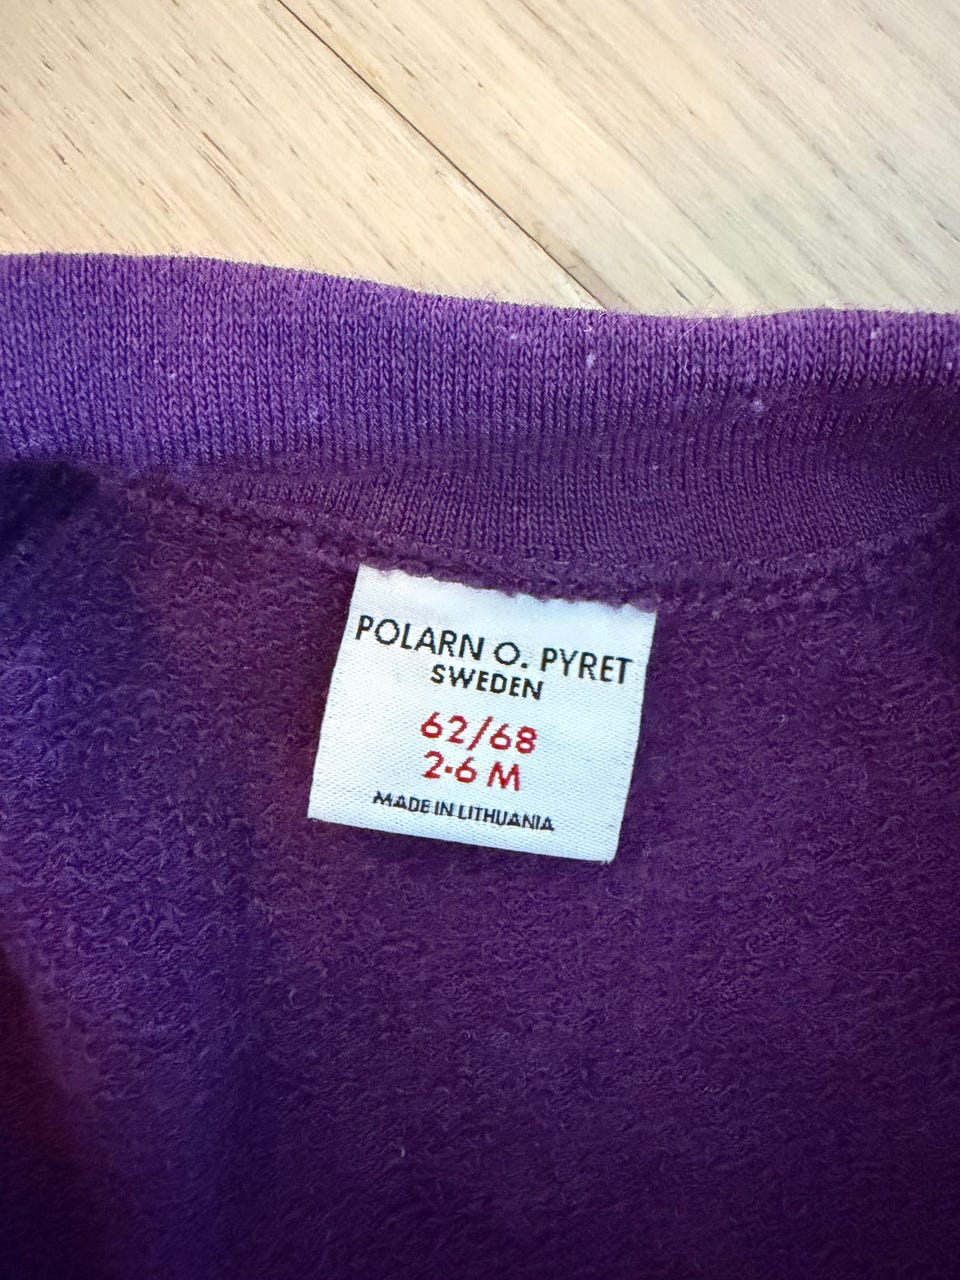 POLARN O. PYRET
SWEDEN
62/68
2-6 M
MADE IN LITHUANIA